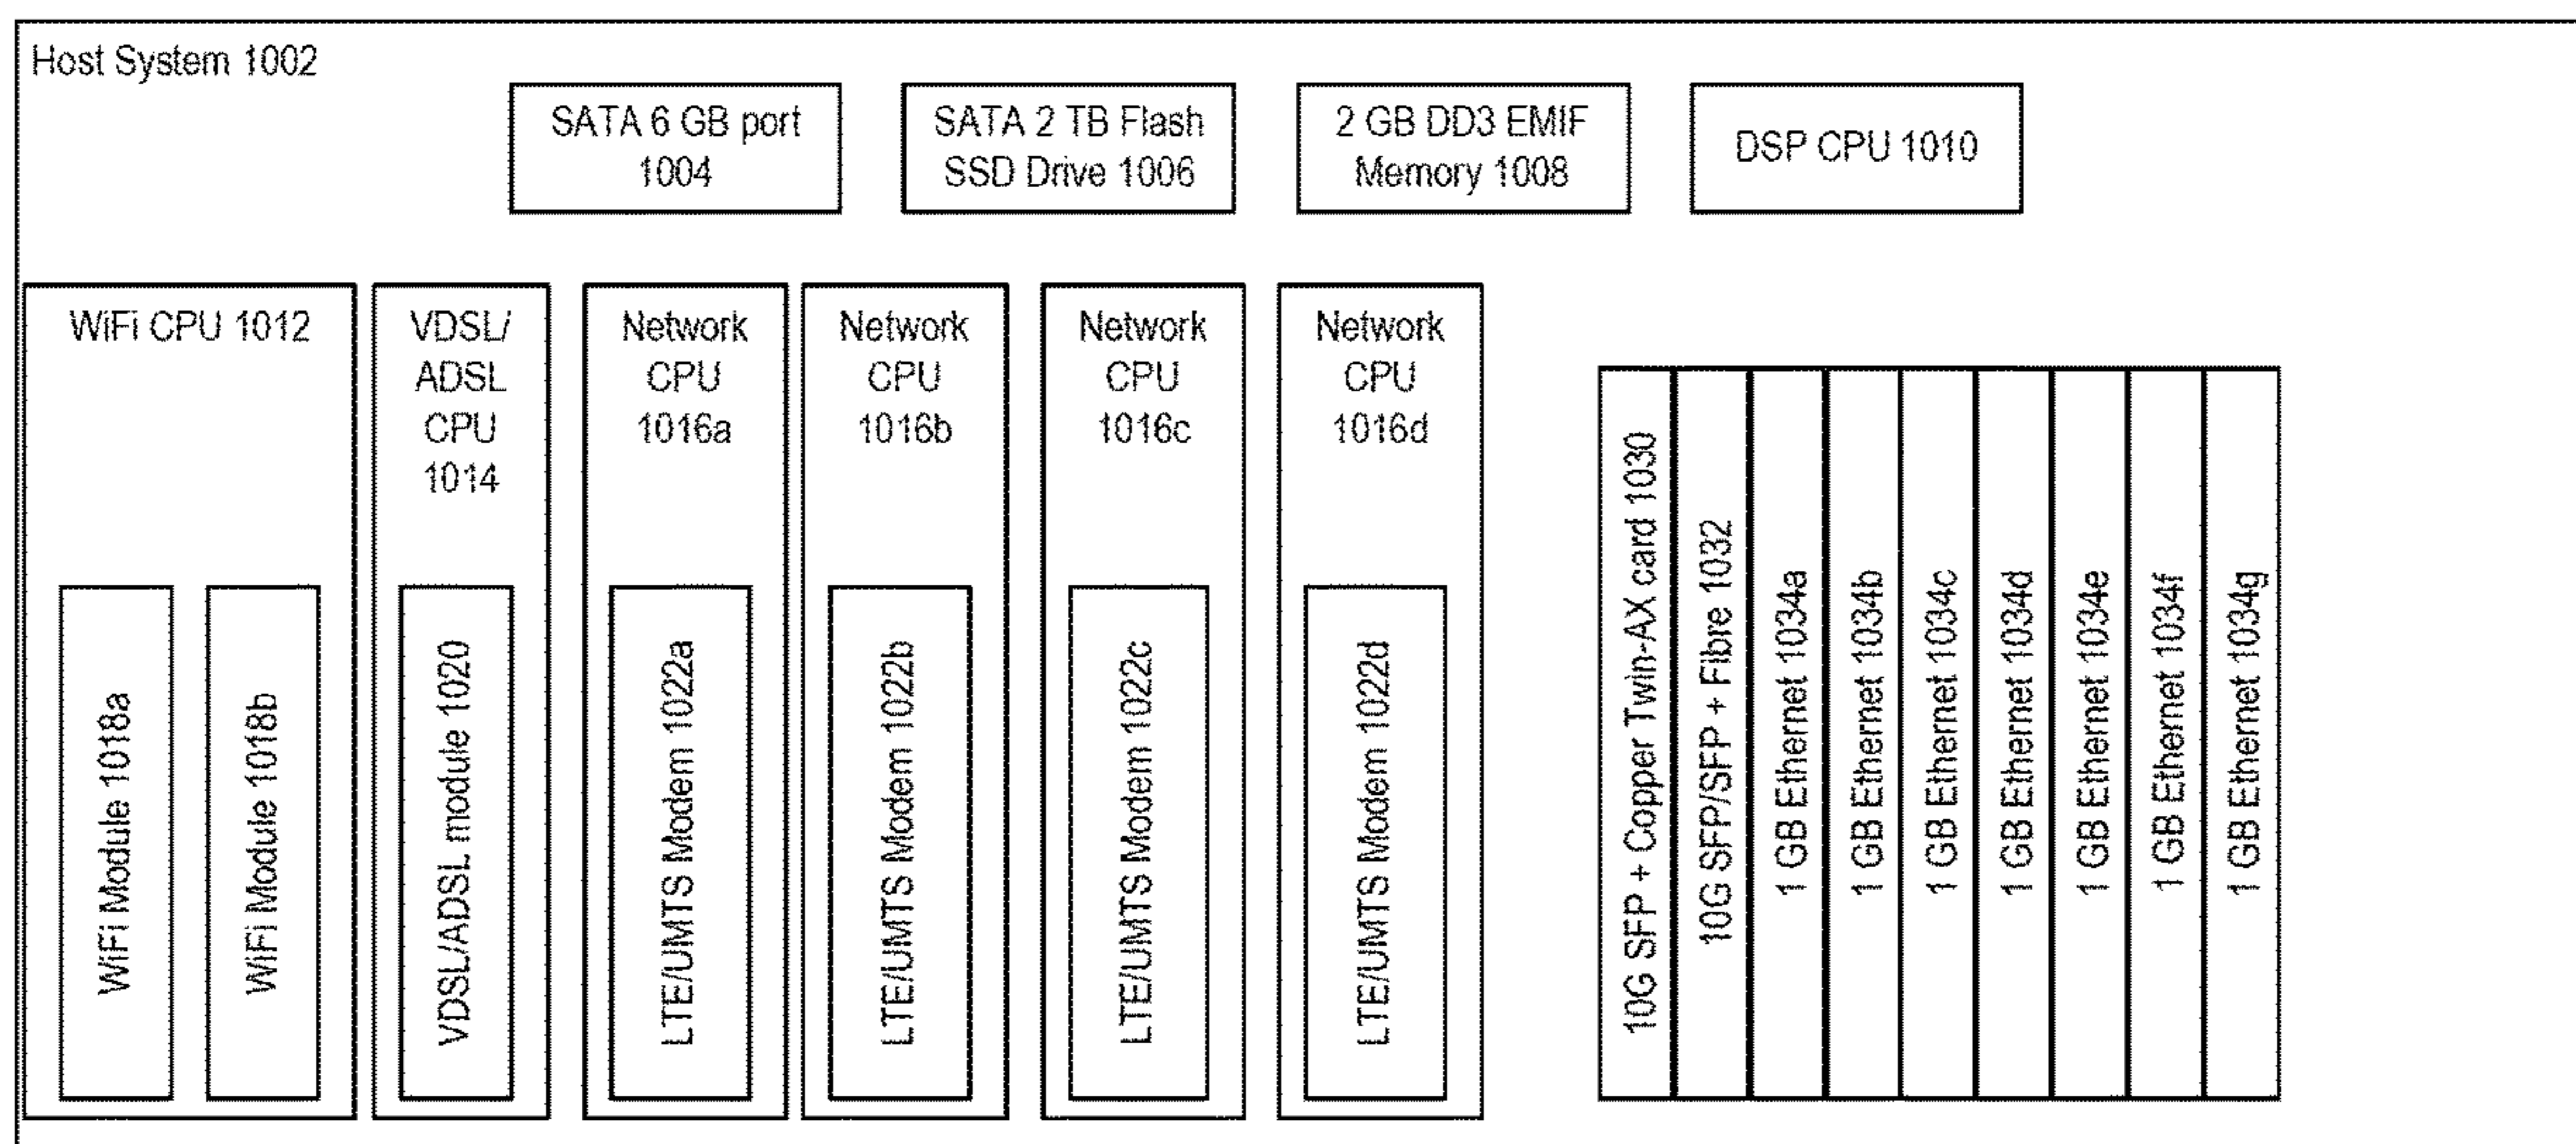 Host System 1002
SATA 6 GB port
1004
SATA 2 TB Flash
SSD Drive 1006
2 GB DD3 EMIF
Memory 1008
DSP CPU 1010
WiFi CPU 1012
WiFi Module 1018a
WiFi Module 1018b
VDSL/
ADSL
CPU
1014
VDSL/ADSL module 1020
Network
CPU
1016a
LTE/UMTS Modem 1022a
Network
CPU
1016b
LTE/UMTS Modem 1022b
Network
CPU
1016c
LTE/UMTS Modem 1022c
Network
CPU
1016d
LTE/UMTS Modem 1022d
10G SFP + Copper Twin-AX card 1030
10G SFP/SFP + Fibre 1032
1 GB Ethernet 1034a
1 GB Ethernet 1034b
1 GB Ethernet 1034c
1 GB Ethernet 1034d
1 GB Ethernet 1034e
1 GB Ethernet 1034f
1 GB Ethernet 1034g